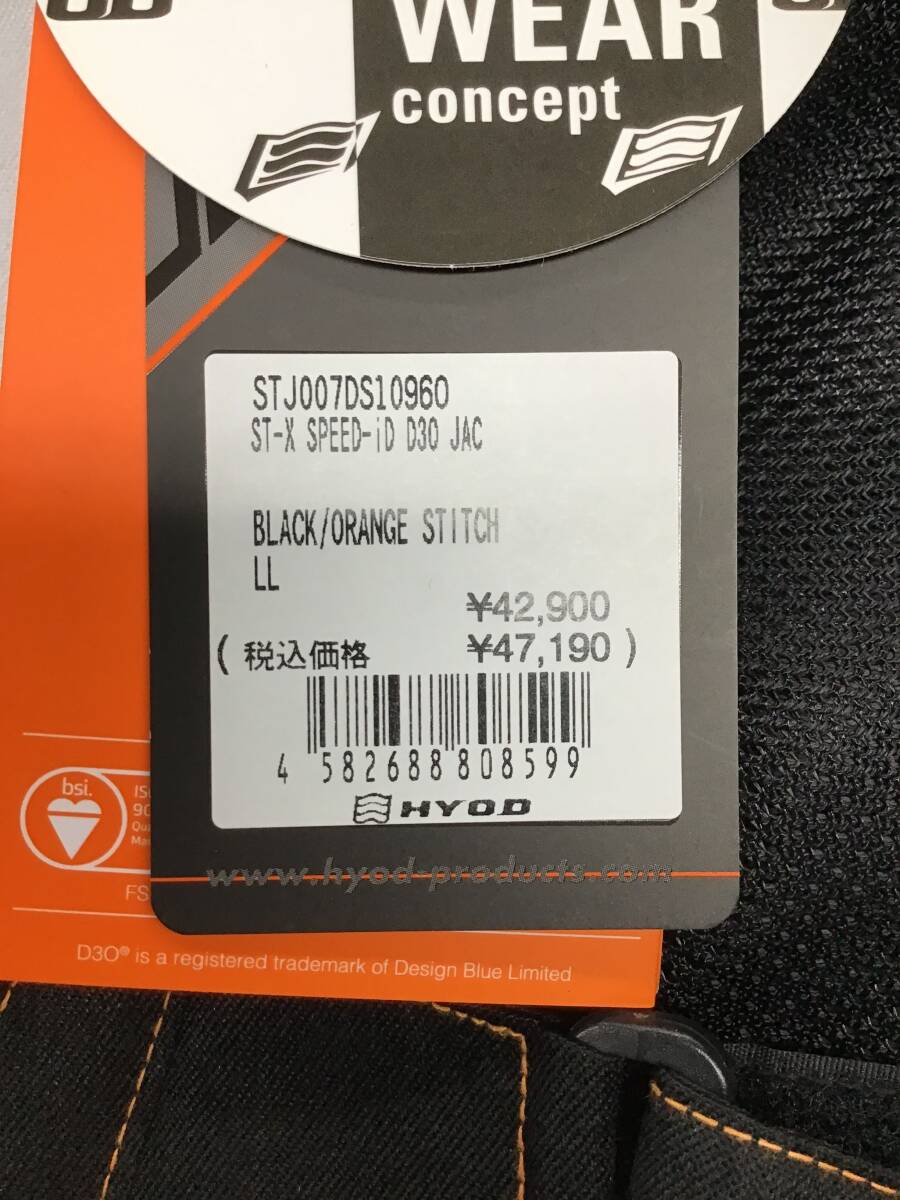 WEAR
concept
STJ007DS10960
ST-X SPEED-iD D30 JAC
BLACK/ORANGE STITCH
LL
¥42,900
( 税込価格 ¥47,190 )
4 582688 808599
HYOD
www.hyod-products.com
bsi.
FS
D3O® is a registered trademark of Design Blue Limited